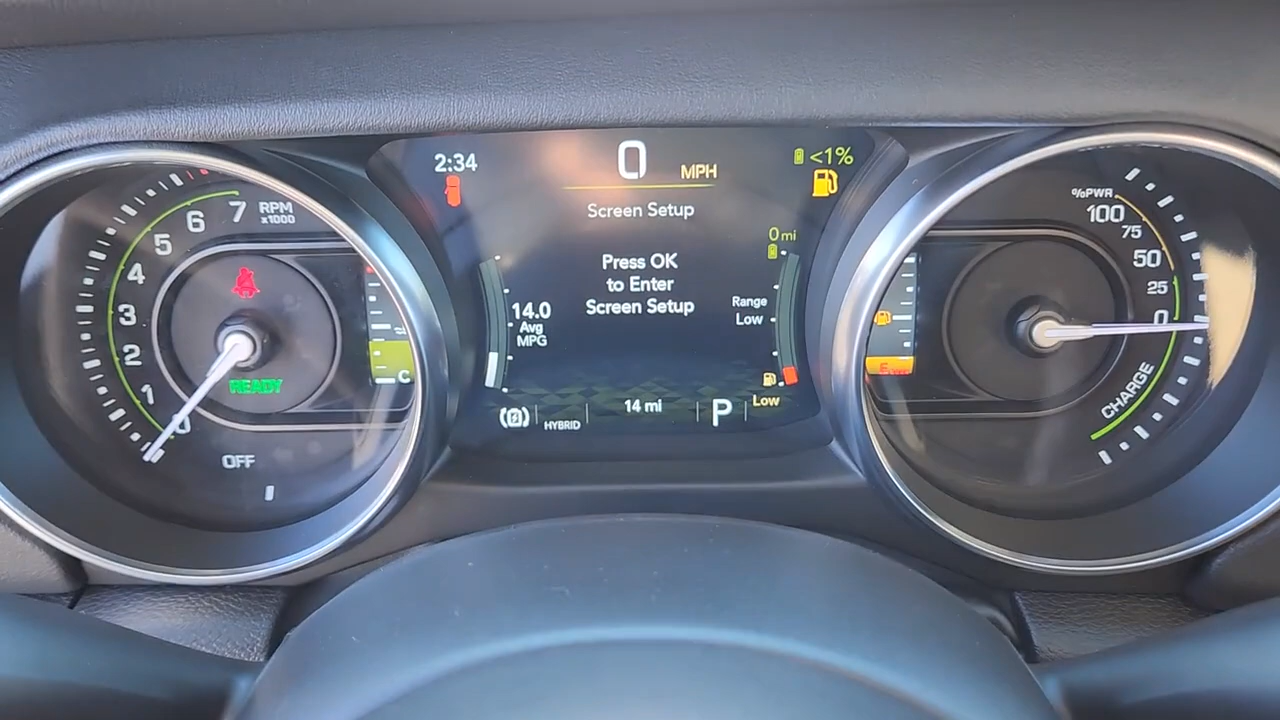 7
RPM
x1000
6
5
4
3
2
1
0
READY
OFF
C
2:34
0
MPH
<1%
Screen Setup
0 mi
Press OK
to Enter
Screen Setup
14.0
Avg
MPG
Range
Low
Low
HYBRID
14 mi
P
E
%PWR
100
75
50
25
0
CHARGE